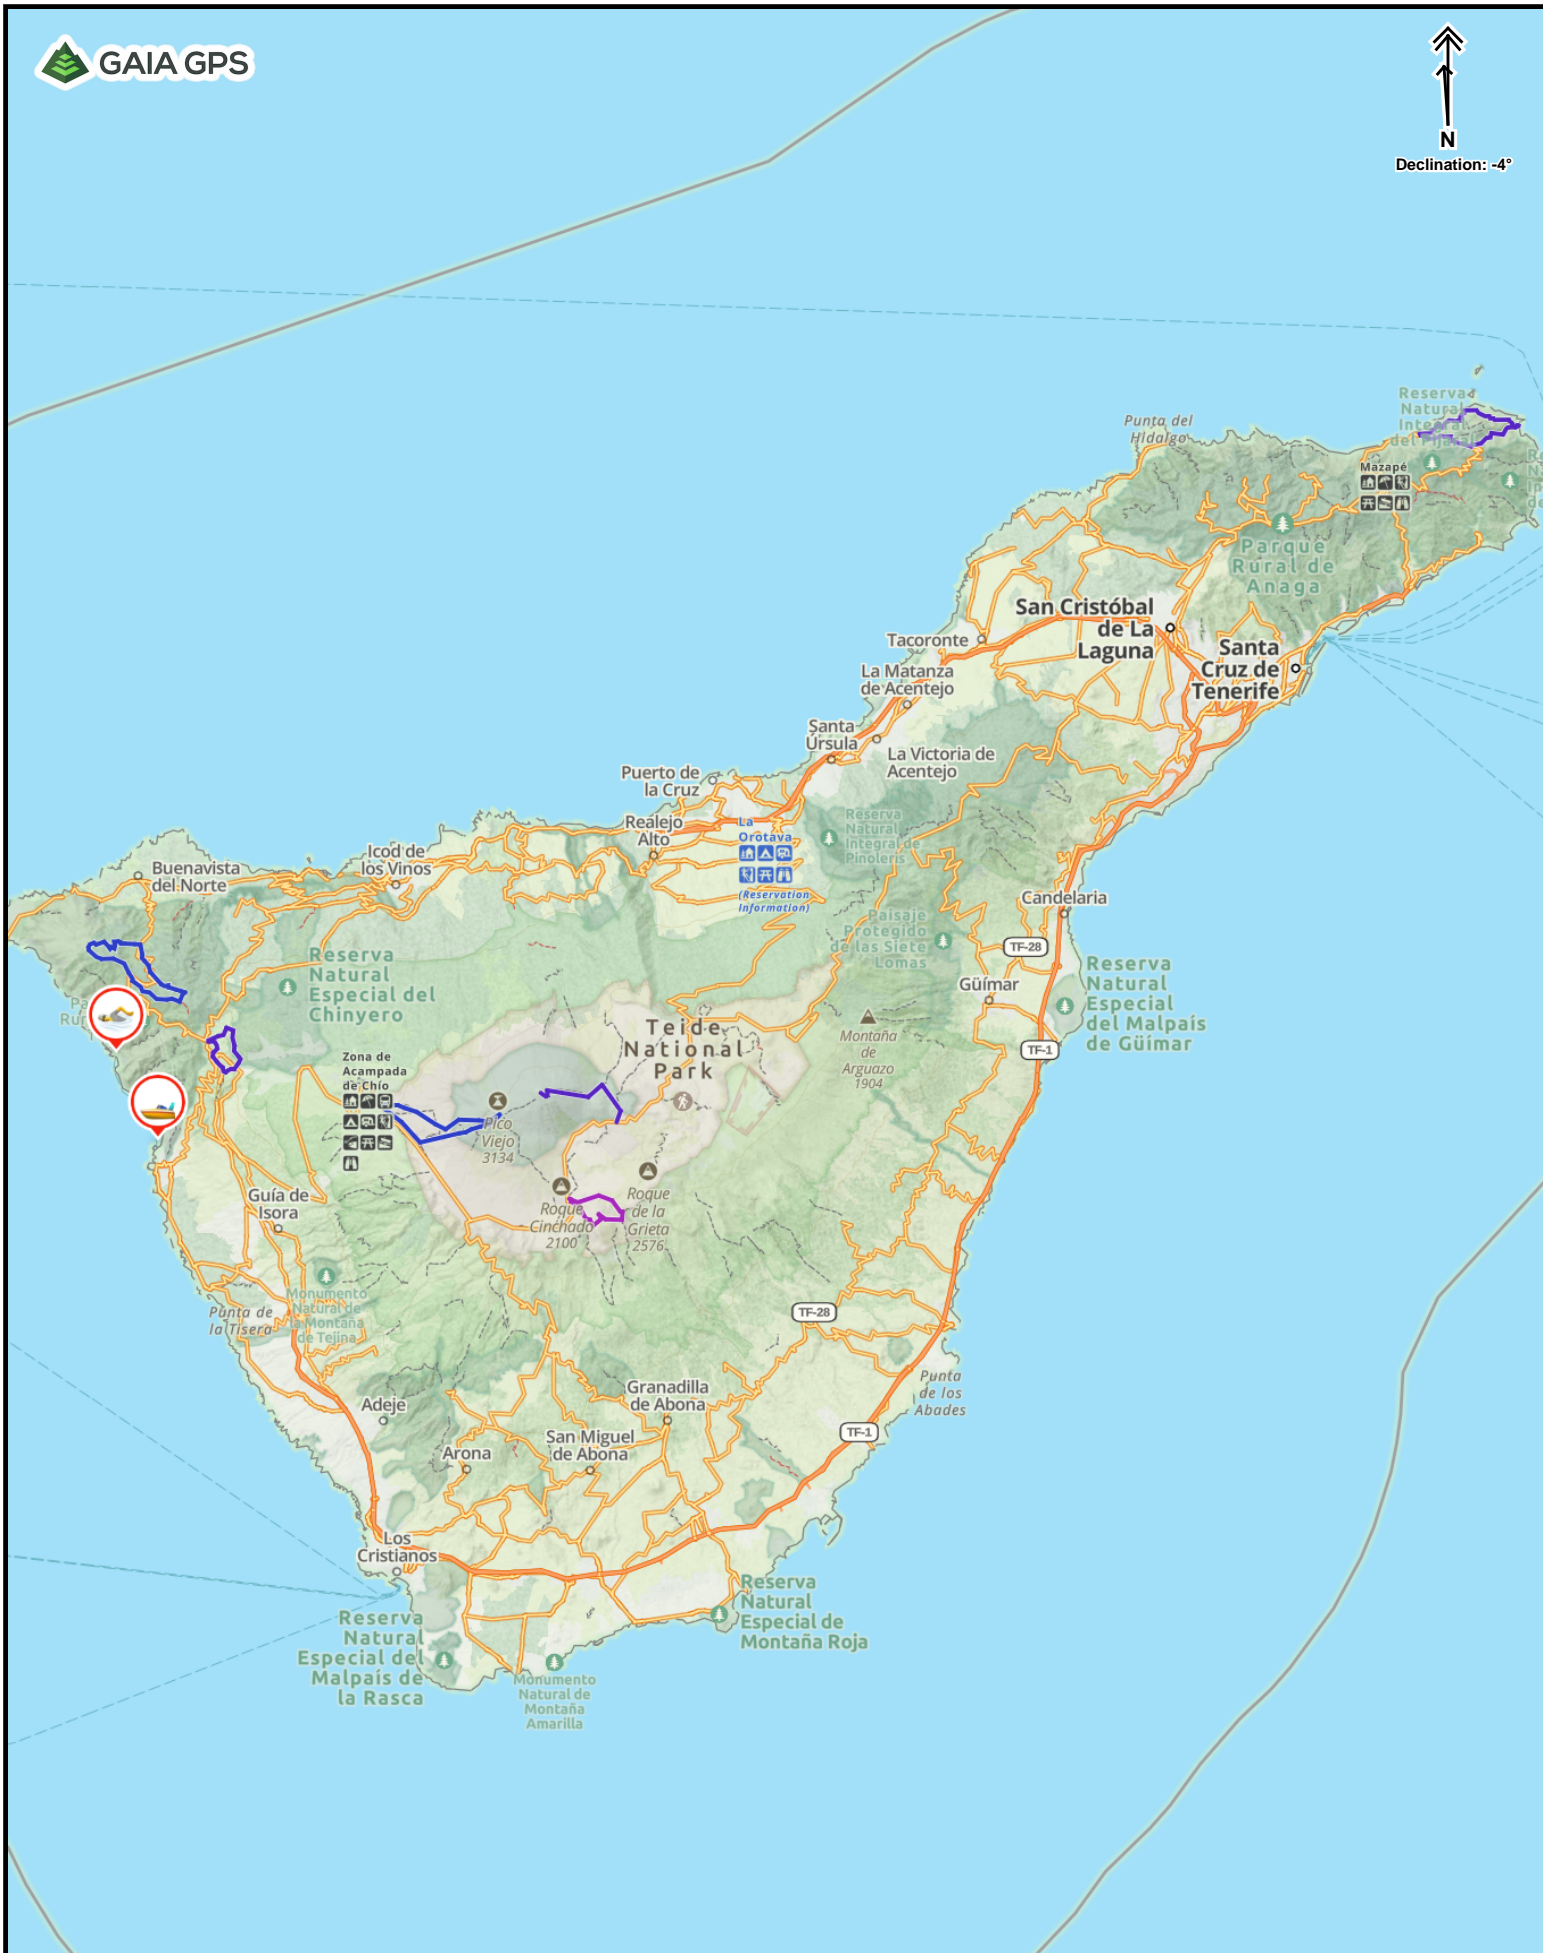 GAIA GPS
N
Declination: -4°
Reserva
Natural
Integral
del Pijaral
Punta del
Hidalgo
Mazapé
Parque
Rural de
Anaga
San Cristóbal
de La
Laguna
Santa
Cruz de
Tenerife
Tacoronte
La Matanza
de Acentejo
Santa
Úrsula
La Victoria de
Acentejo
Puerto de
la Cruz
Realejo
Alto
La
Orotava
(Reservation
Information)
Reserva
Natural
Integral de
Pinoleris
Icod de
los Vinos
Buenavista
del Norte
Candelaria
Paisaje
Protegido
de las Siete
Lomas
TF-28
Güímar
Reserva
Natural
Especial
del Malpaís
de Güímar
Reserva
Natural
Especial del
Chinyero
Pa
Ru
Teide
National
Park
Montaña
de
Arguazo
1904
TF-1
Zona de
Acampada
de Chío
Pico
Viejo
3134
Guía de
Isora
Roque
Cinchado
2100
Roque
de la
Grieta
2576
Monumento
Natural de
la Montaña
de Tejina
Punta de
la Tisera
TF-28
Punta
de los
Abades
Granadilla
de Abona
Adeje
San Miguel
de Abona
Arona
TF-1
Los
Cristianos
Reserva
Natural
Especial de
Montaña Roja
Reserva
Natural
Especial del
Malpaís de
la Rasca
Monumento
Natural de
Montaña
Amarilla